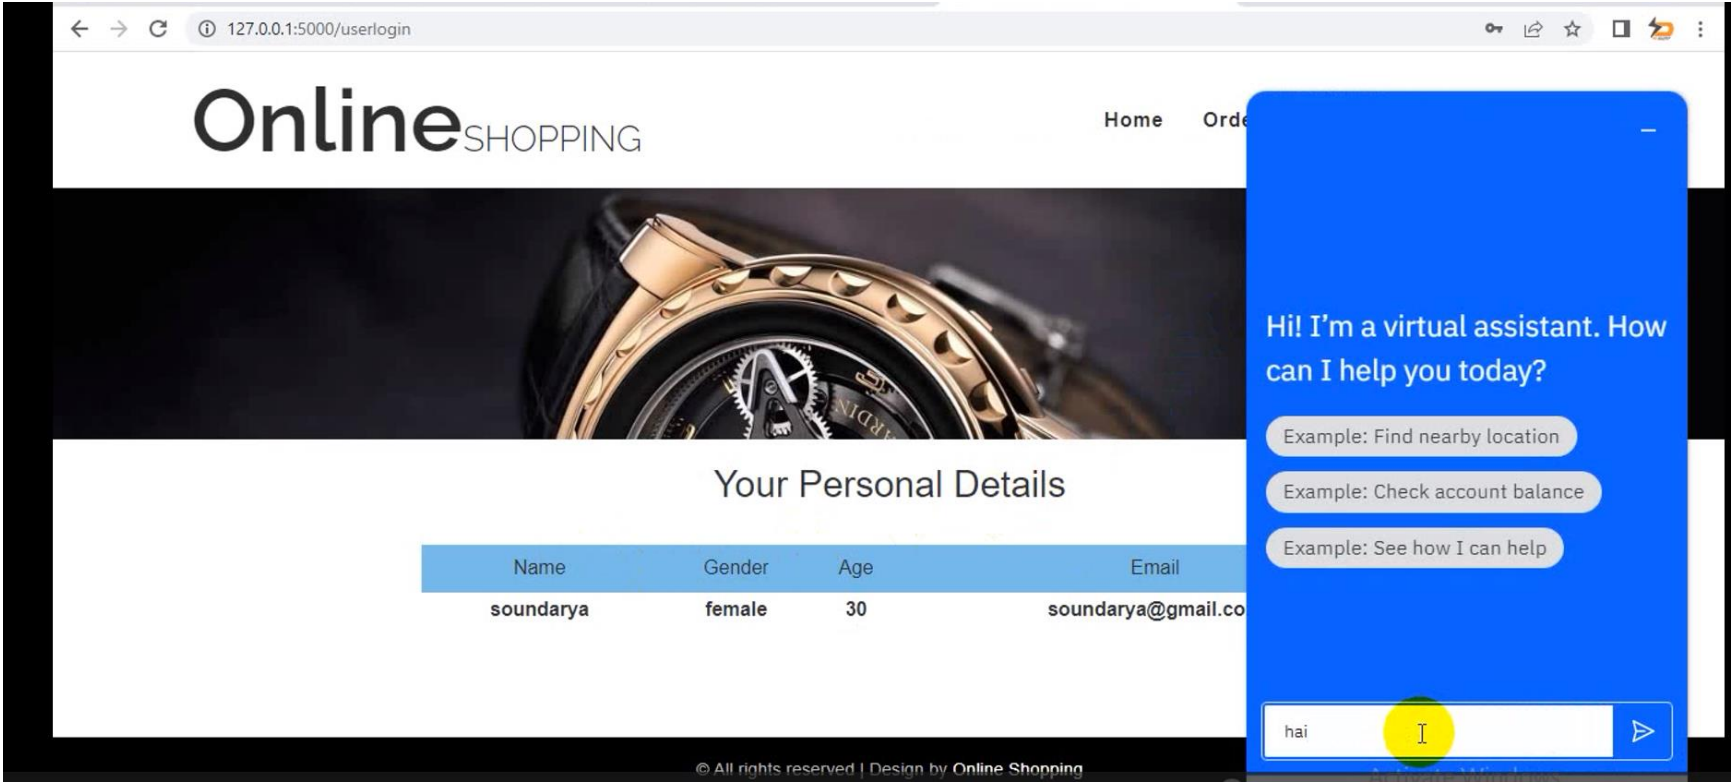 127.0.0.1:5000/userlogin
Online SHOPPING
Home
Hi! I'm a virtual assistant. How
can I help you today?
Example: Find nearby location
Example: Check account balance
Example: See how I can help
Your Personal Details
Name Gender Age Email
soundarya female 30 soundarya@gmail.co
hai
© All rights reserved | Design by Online Shopping
Activate Windows